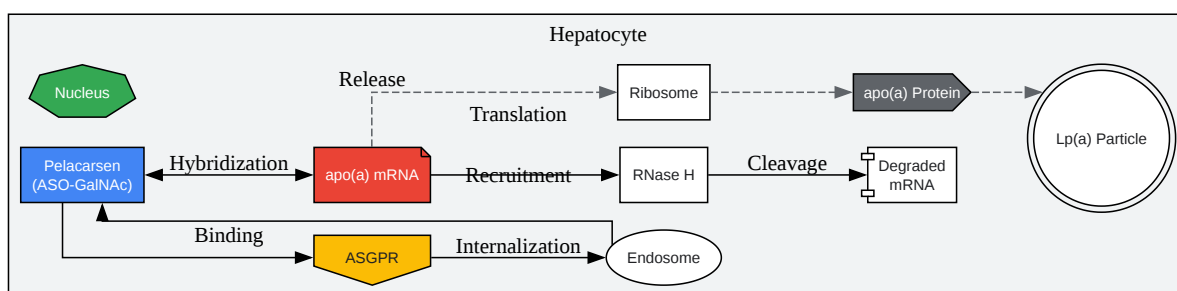 Hepatocyte
Nucleus
Release
Ribosome
apo(a) Protein
Translation
Lp(a) Particle
Pelacarsen
(ASO-GalNAc)
Hybridization
apo(a) mRNA
Recruitment
RNase H
Cleavage
Degraded
mRNA
Binding
ASGPR
Internalization
Endosome